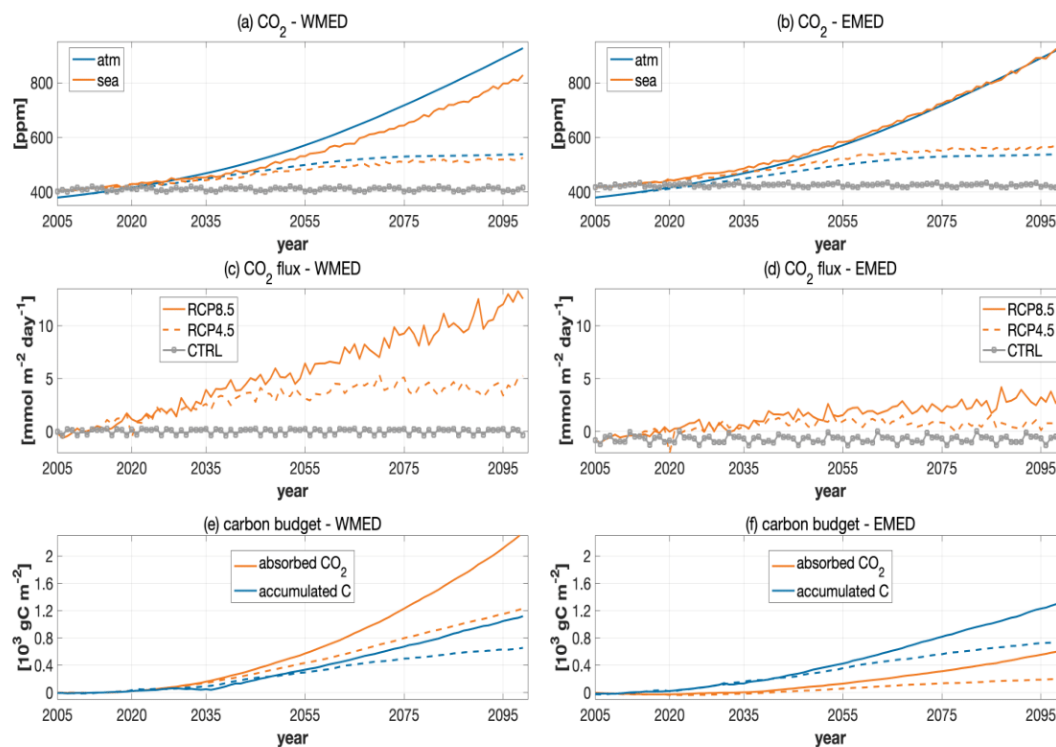 (a) CO₂ - WMED
[ppm]
800
600
400
atm
sea
2005 2020 2035 2055 2075 2095
year
(b) CO₂ - EMED
[ppm]
800
600
400
atm
sea
2005 2020 2035 2055 2075 2095
year
(c) CO₂ flux - WMED
[mmol m⁻² day⁻¹]
10
5
0
RCP8.5
RCP4.5
CTRL
2005 2020 2035 2055 2075 2095
year
(d) CO₂ flux - EMED
[mmol m⁻² day⁻¹]
10
5
0
RCP8.5
RCP4.5
CTRL
2005 2020 2035 2055 2075 2095
year
(e) carbon budget - WMED
[10³ gC m⁻²]
2
1.6
1.2
0.8
0.4
0
absorbed CO₂
accumulated C
2005 2020 2035 2055 2075 2095
year
(f) carbon budget - EMED
[10³ gC m⁻²]
2
1.6
1.2
0.8
0.4
0
absorbed CO₂
accumulated C
2005 2020 2035 2055 2075 2095
year